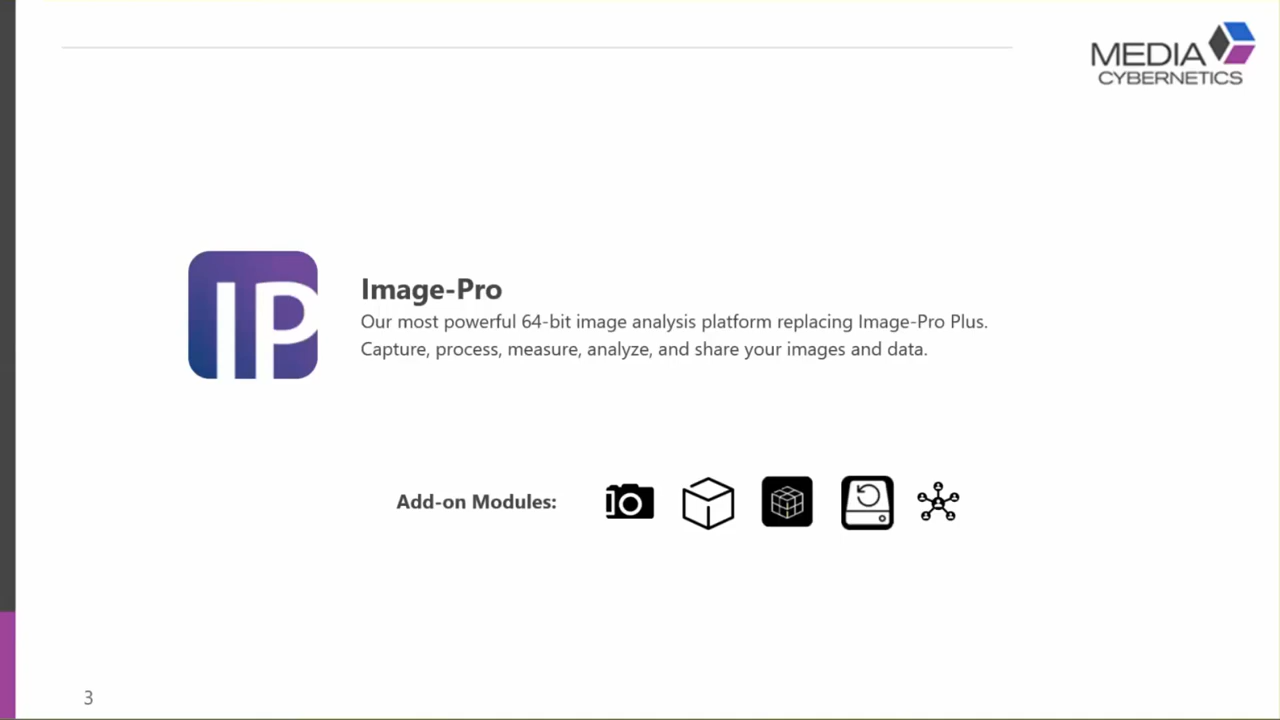 MEDIA
CYBERNETICS
IP
Image-Pro
Our most powerful 64-bit image analysis platform replacing Image-Pro Plus.
Capture, process, measure, analyze, and share your images and data.
Add-on Modules:
3